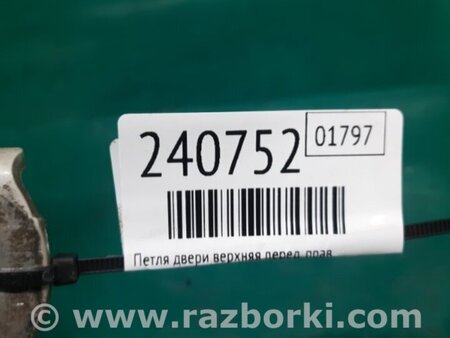 240752
01797
Петля двери верхняя перед. прав.
www.razborki.com